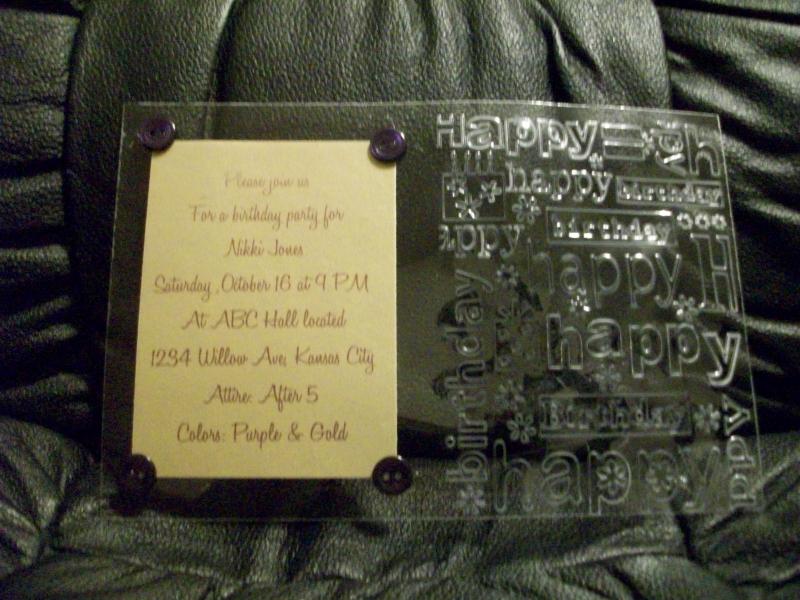 Please join us
For a birthday party for
Nikki Jones
Saturday, October 16 at 9 PM
At ABC Hall located
1234 Willow Ave, Kansas City
Attire: After 5
Colors: Purple & Gold
Happy
happy birthday
birthday
appy
happy H
birthday
happy
Birthday
happy
ppy